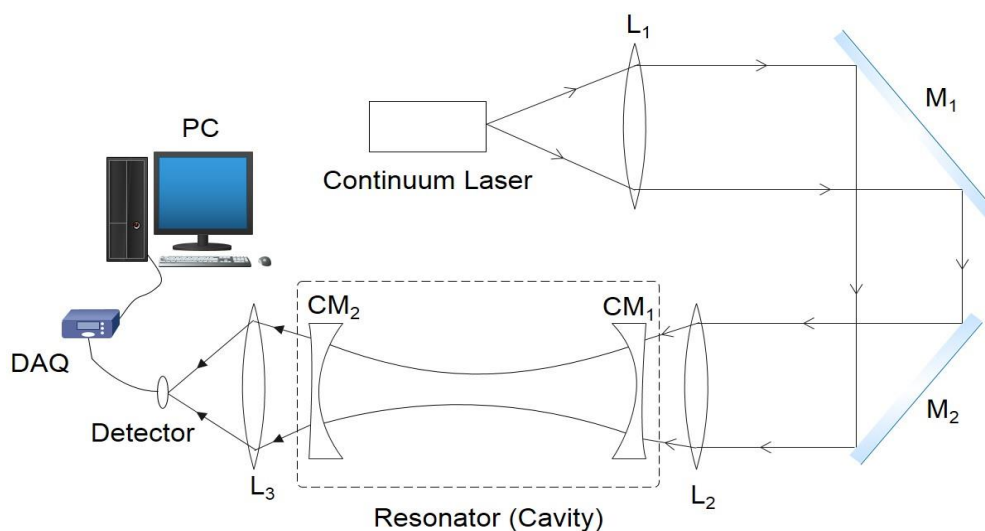 L₁
M₁
PC
Continuum Laser
CM₂
CM₁
DAQ
M₂
Detector
L₃
L₂
Resonator (Cavity)